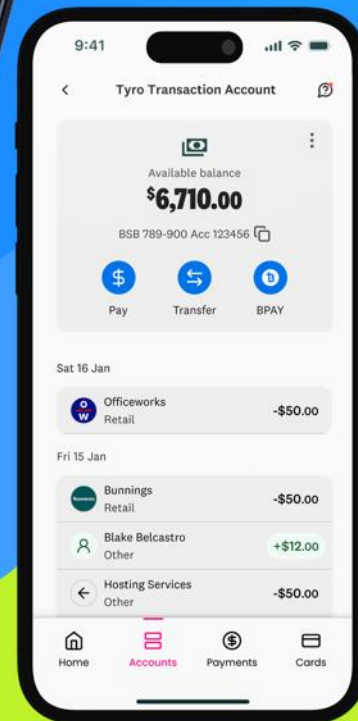 9:41
Tyro Transaction Account
Available balance
$6,710.00
BSB 789-900 Acc 123456
Pay Transfer BPAY
Sat 16 Jan
OW
Officeworks
Retail
-$50.00
Fri 15 Jan
Bunnings
Bunnings
Retail
-$50.00
Blake Belcastro
Other
+$12.00
Hosting Services
Other
-$50.00
Home Accounts Payments Cards